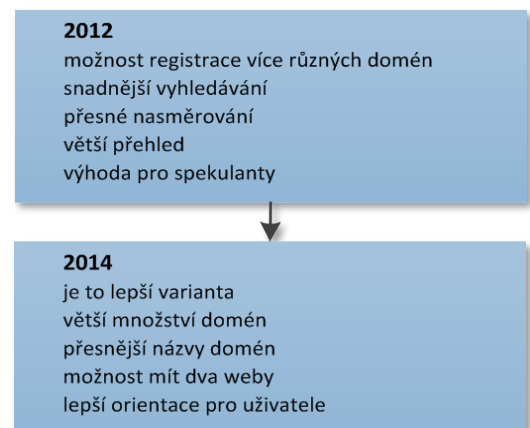 2012
možnost registrace více různých domén
snadnější vyhledávání
přesné nasměrování
větší přehled
výhoda pro spekulanty
2014
je to lepší varianta
větší množství domén
přesnější názvy domén
možnost mít dva weby
lepší orientace pro uživatele